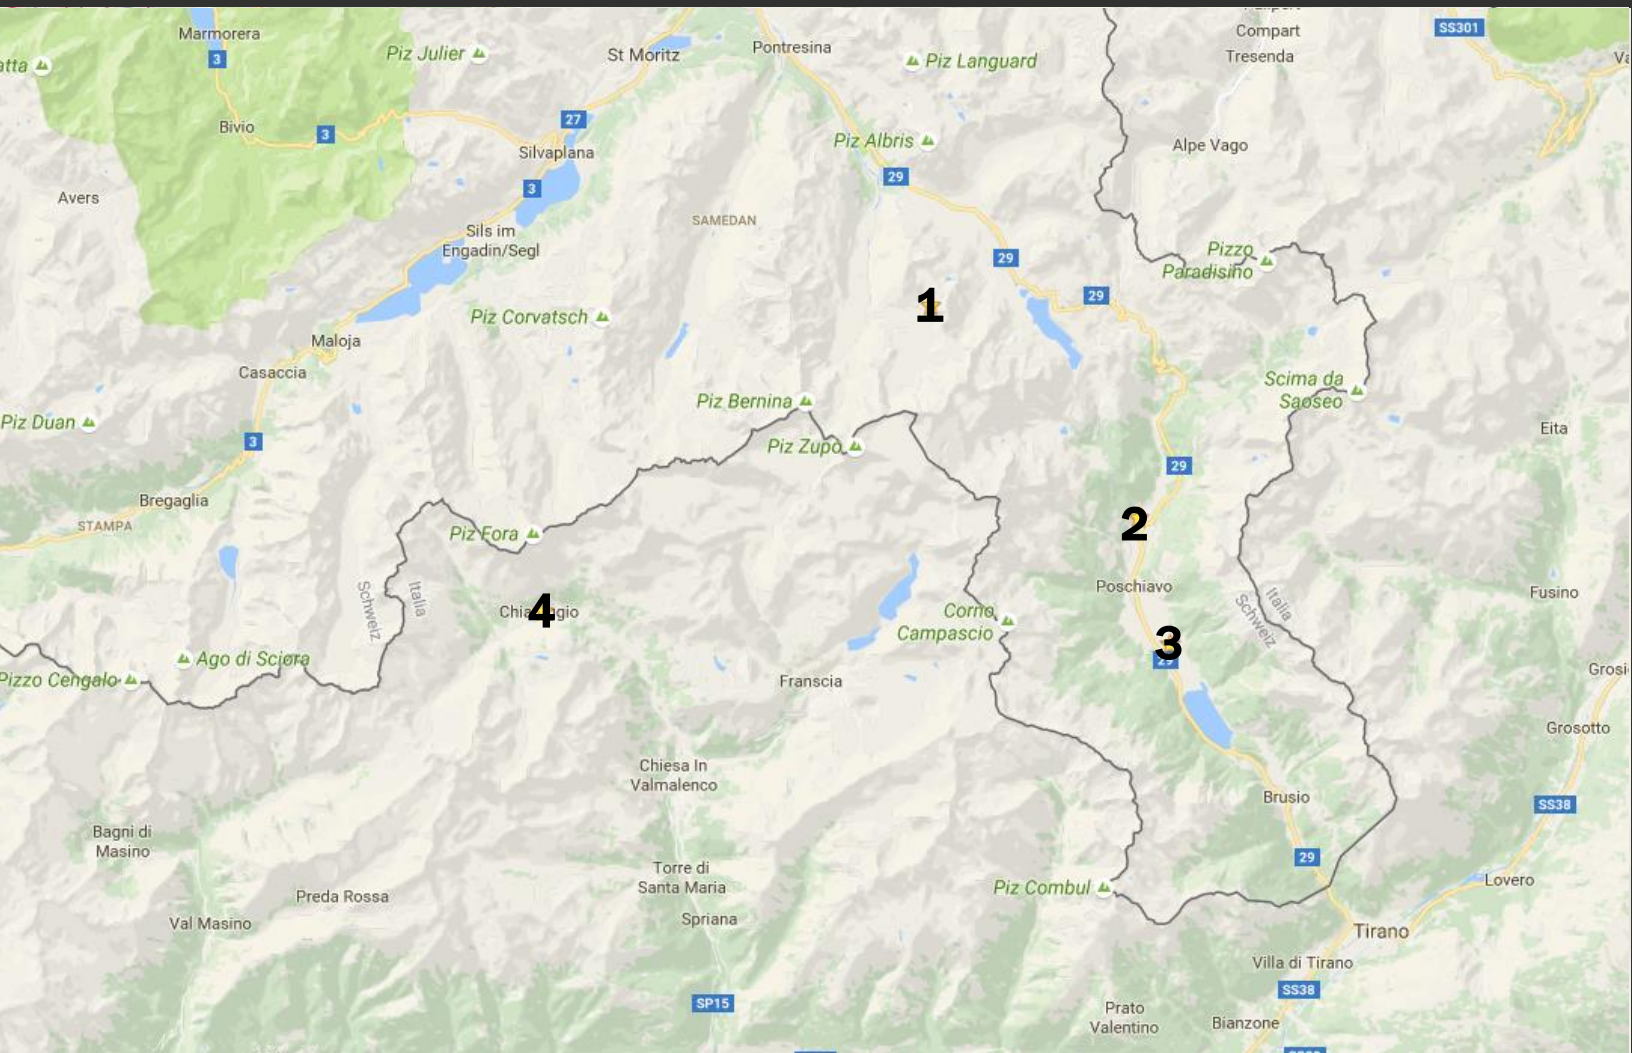 Marmorera
3
Piz Julier
St Moritz
Pontresina
Piz Languard
Compart
Tresenda
SS301
Bivio
3
27
Silvaplana
3
Piz Albris
29
Alpe Vago
Avers
Sils im
Engadin/Segl
SAMEDAN
29
29
Pizzo
Paradisino
1
Piz Corvatsch
Maloja
Casaccia
Piz Duan
3
Piz Bernina
Piz Zupò
Scima da
Saoseo
Eita
29
Bregaglia
STAMPA
Piz Fora
2
Poschiavo
Schweiz
Italia
4
Corno
Campascio
Italia
Schweiz
Fusino
3
29
Ago di Sciora
Pizzo Cengalo
Franscia
Grosotto
Chiesa In
Valmalenco
Brusio
SS38
Bagni di
Masino
29
Torre di
Santa Maria
Piz Combul
Lovero
Preda Rossa
Val Masino
Spriana
Tirano
Villa di Tirano
SS38
SP15
Prato
Valentino
Bianzone